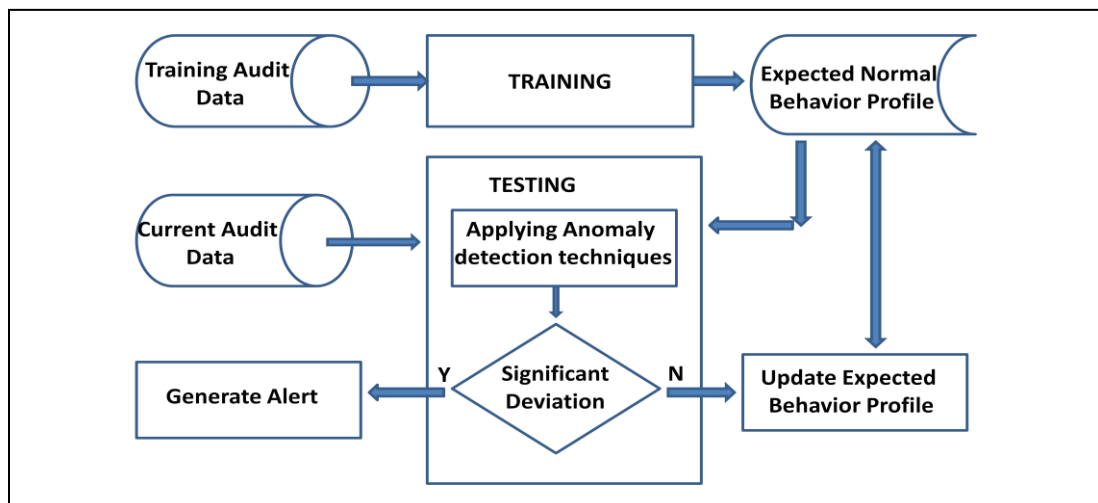 Training Audit
Data
TRAINING
Expected Normal
Behavior Profile
TESTING
Current Audit
Data
Applying Anomaly
detection techniques
Generate Alert
Y
Significant
Deviation
N
Update Expected
Behavior Profile